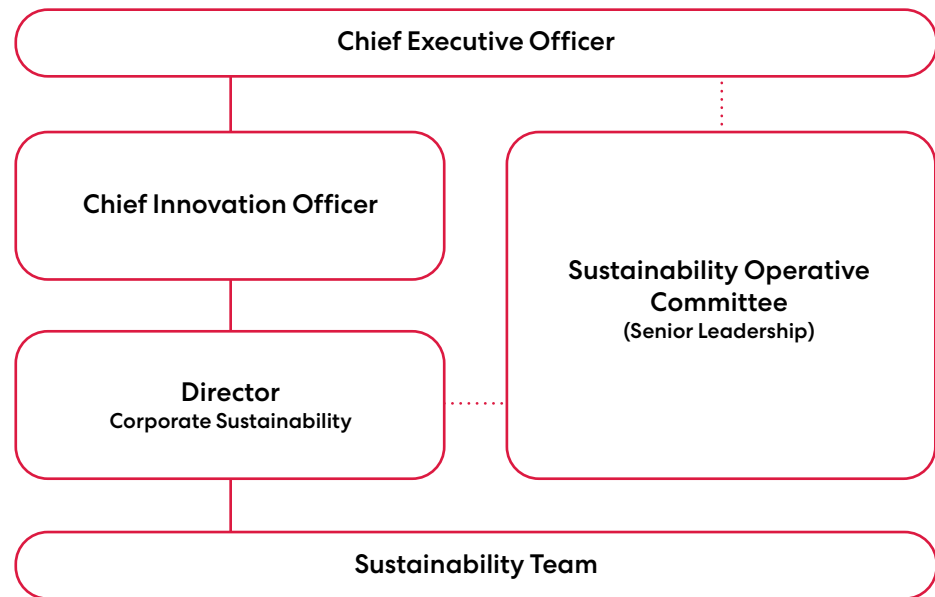 Chief Executive Officer
Chief Innovation Officer
Sustainability Operative
Committee
(Senior Leadership)
Director
Corporate Sustainability
Sustainability Team